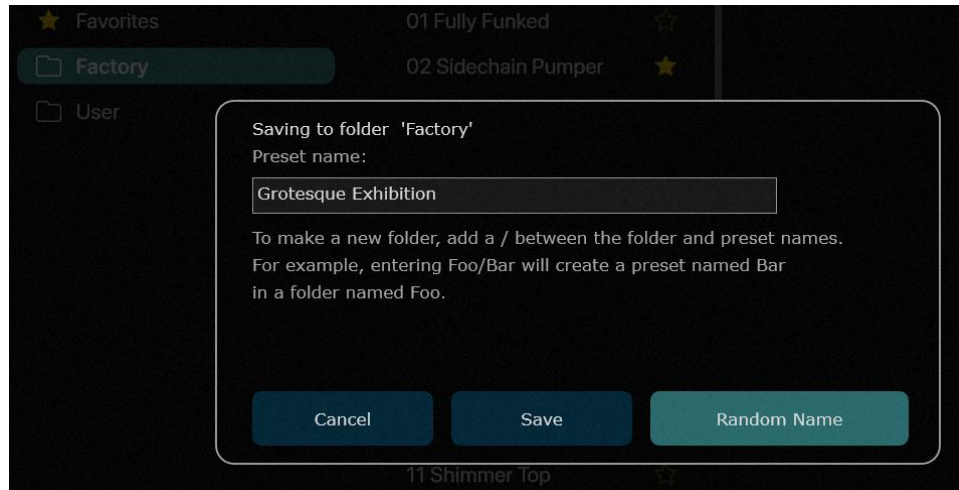 Favorites
01 Fully Funked
Factory
02 Sidechain Pumper
User
Saving to folder 'Factory'
Preset name:
Grotesque Exhibition
To make a new folder, add a / between the folder and preset names.
For example, entering Foo/Bar will create a preset named Bar
in a folder named Foo.
Cancel
Save
Random Name
11 Shimmer Top